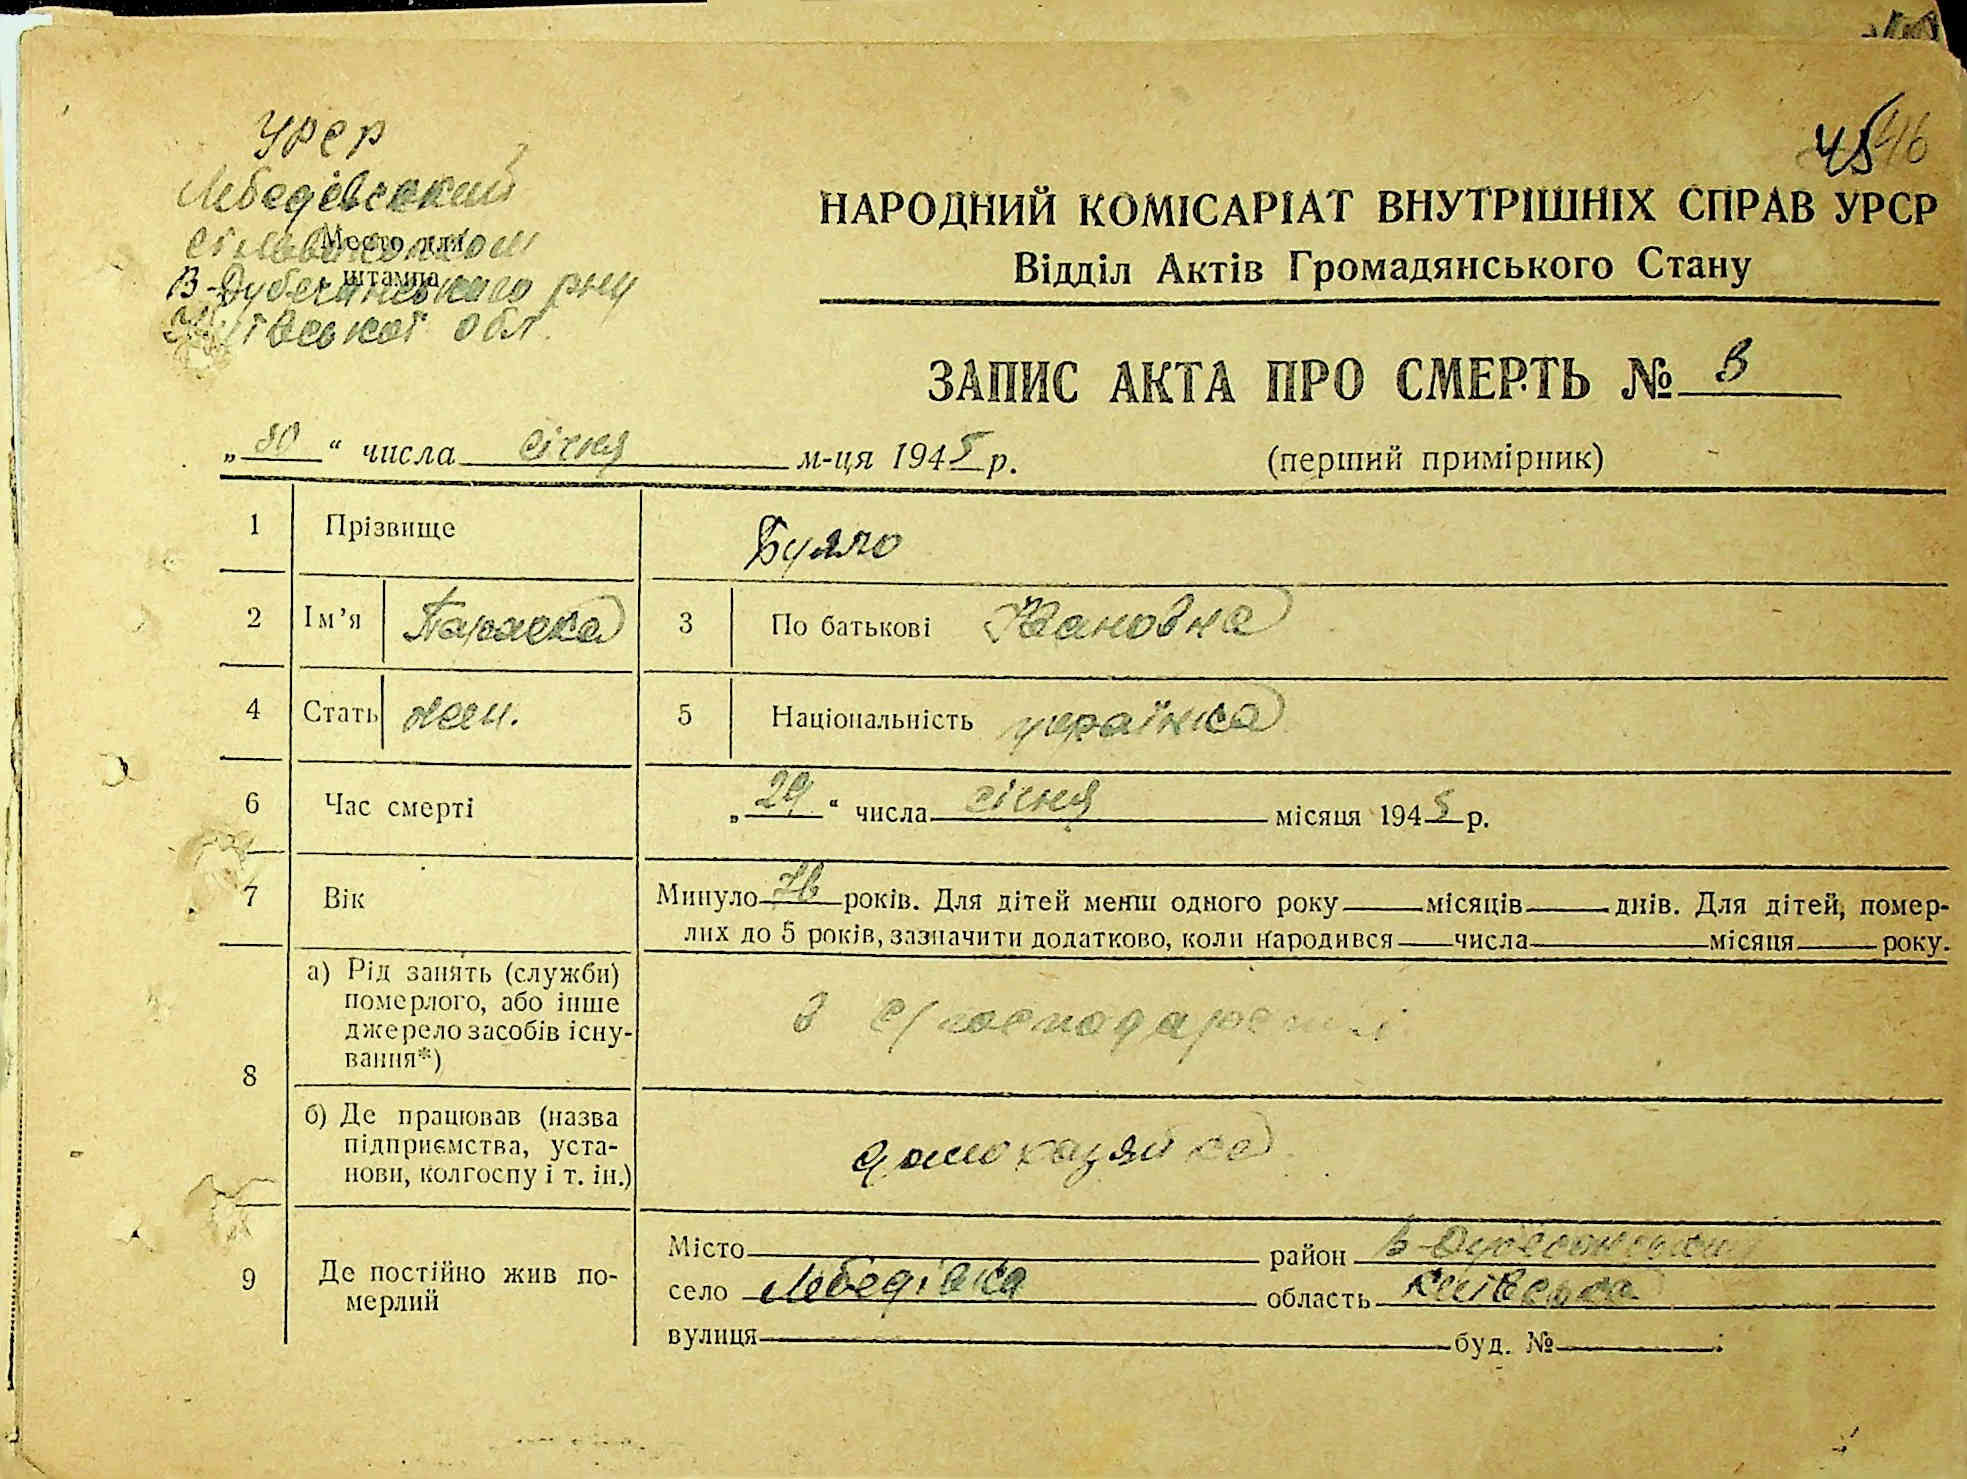 УРСР
Лебедівський
сільвиконком
Место для
штампа
В-Дубечанського р-ну
Київської обл.
45 46
НАРОДНИЙ КОМІСАРІАТ ВНУТРІШНІХ СПРАВ УРСР
Відділ Актів Громадянського Стану
ЗАПИС АКТА ПРО СМЕРТЬ № 8
„30“ числа січня м-ця 1945 р. (перший примірник)
1 Прізвище Буяло
2 Ім’я Параска 3 По батькові Ивановна
4 Стать жен. 5 Національність українка
6 Час смерті „29“ числа січня місяця 1945 р.
7 Вік Минуло 76 років. Для дітей менш одного року місяців днів. Для дітей, помер-
лих до 5 років, зазначити додатково, коли народився числа місяця року.
8 а) Рід занять (служби)
померлого, або інше
джерело засобів існу-
вання*)
в с/господарстві
б) Де працював (назва
підприємства, уста-
нови, колгоспу і т. ін.)
домохазяйка
9 Де постійно жив по-
мерлий
Місто район В-Дубечанський
село Лебедівка область Київська
вулиця буд. №